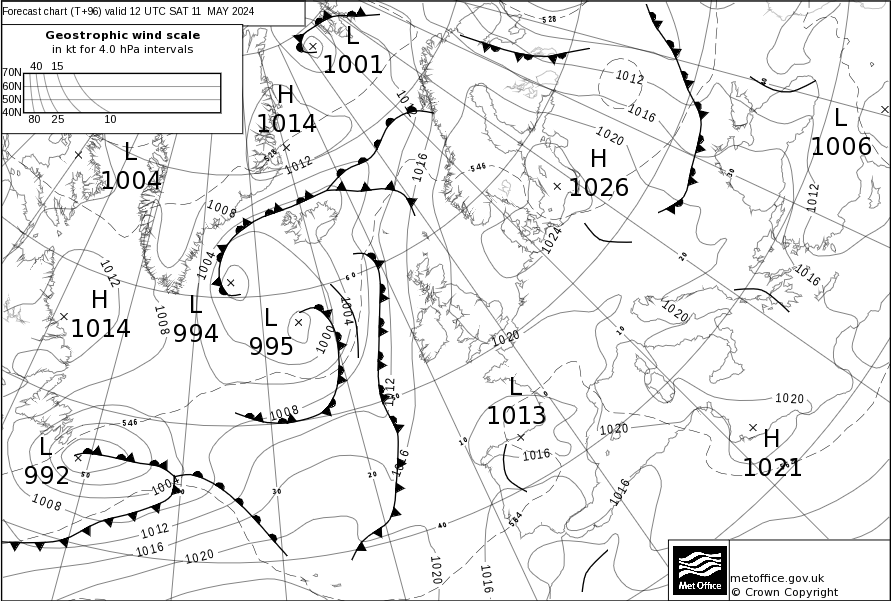 Forecast chart (T+96) valid 12 UTC SAT 11 MAY 2024
Geostrophic wind scale
in kt for 4.0 hPa intervals
40 15
70N
60N
50N
40N
80 25 10
L
1001
528
H
1014
1012
1016
1020
L
1006
L
1004
528
1012
1016
546
H
1026
1012
1008
1024
1004
1012
60
20
1016
H
1014
L
994
1008
L
995
1000
1004
1020
1020
10
1012
50
L
1013
0
1020
546
1008
10
1020
H
1021
L
992
50
1016
1016
20
30
1004
1008
1016
1012
1016
1020
40
564
1020
1016
Met Office
metoffice.gov.uk
© Crown Copyright